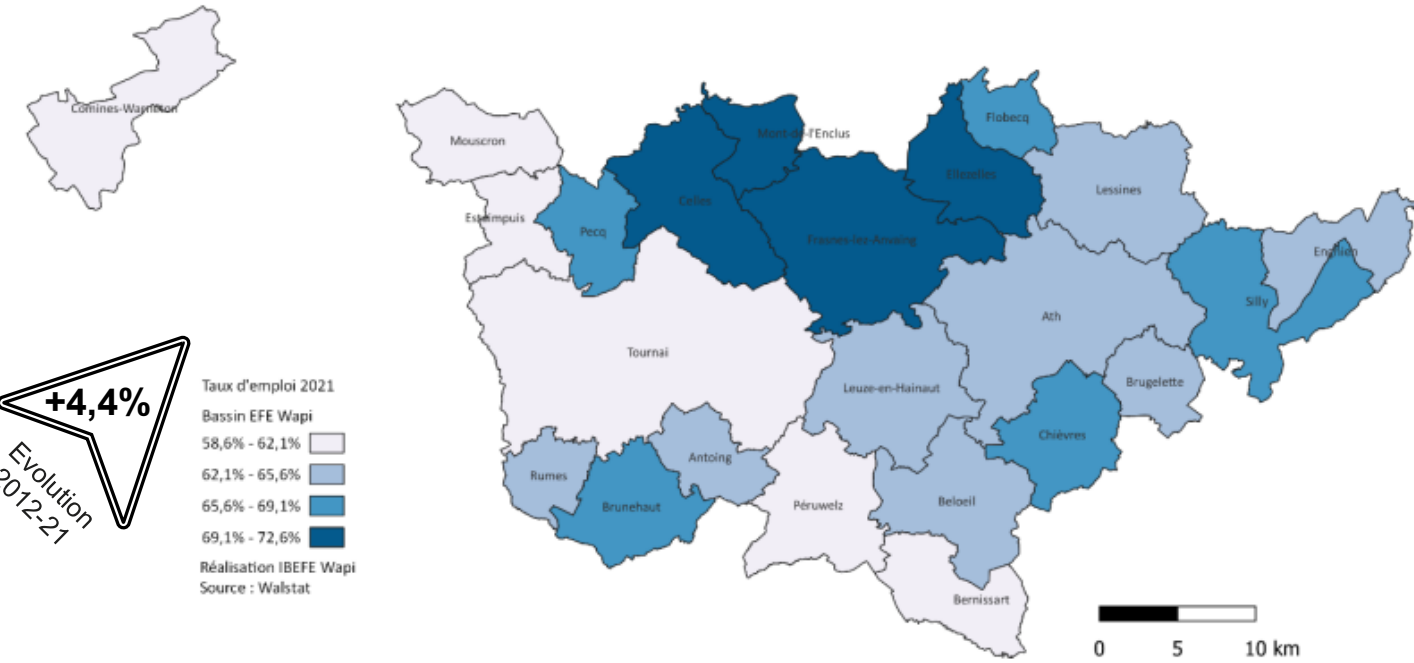 Comines-Warneton
Mouscron
Mont-de-l'Enclus
Flobecq
Ellezelles
Lessines
Celles
Estaimpuis
Pecq
Frasnes-lez-Anvaing
Enghien
Silly
Ath
Tournai
Leuze-en-Hainaut
Brugelette
Chièvres
Antoing
Rumes
Brunehaut
Péruwelz
Beloeil
Bernissart
+4,4%
Evolution
2012-21
Taux d'emploi 2021
Bassin EFE Wapi
58,6% - 62,1%
62,1% - 65,6%
65,6% - 69,1%
69,1% - 72,6%
Réalisation IBEFE Wapi
Source : Walstat
0 5 10 km